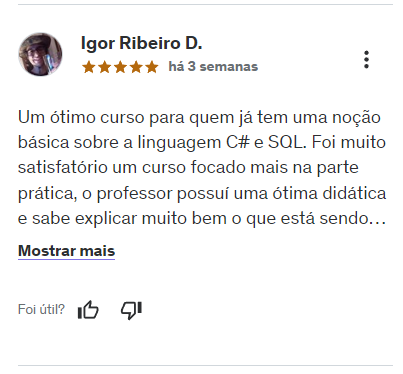 Igor Ribeiro D.
há 3 semanas
Um ótimo curso para quem já tem uma noção
básica sobre a linguagem C# e SQL. Foi muito
satisfatório um curso focado mais na parte
prática, o professor possuí uma ótima didática
e sabe explicar muito bem o que está sendo...
Mostrar mais
Foi útil?